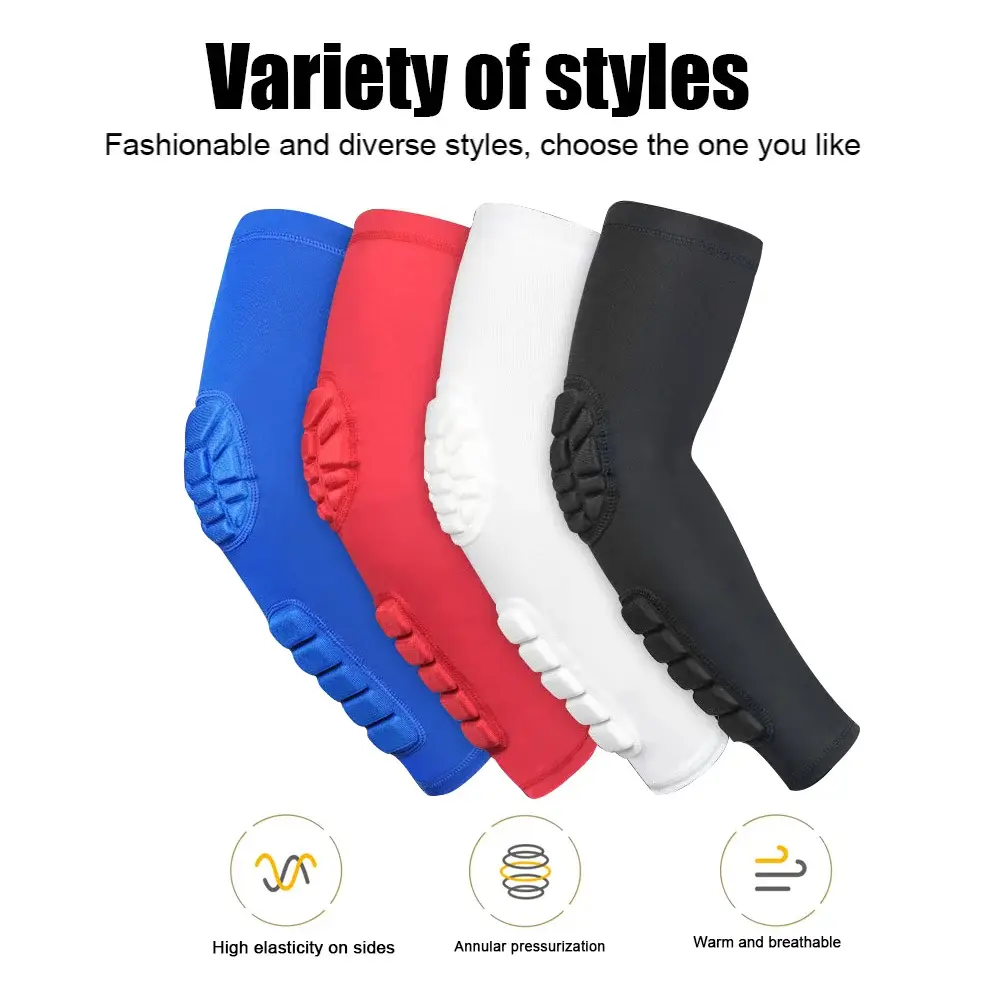 Variety of styles
Fashionable and diverse styles, choose the one you like
High elasticity on sides
Annular pressurization
Warm and breathable